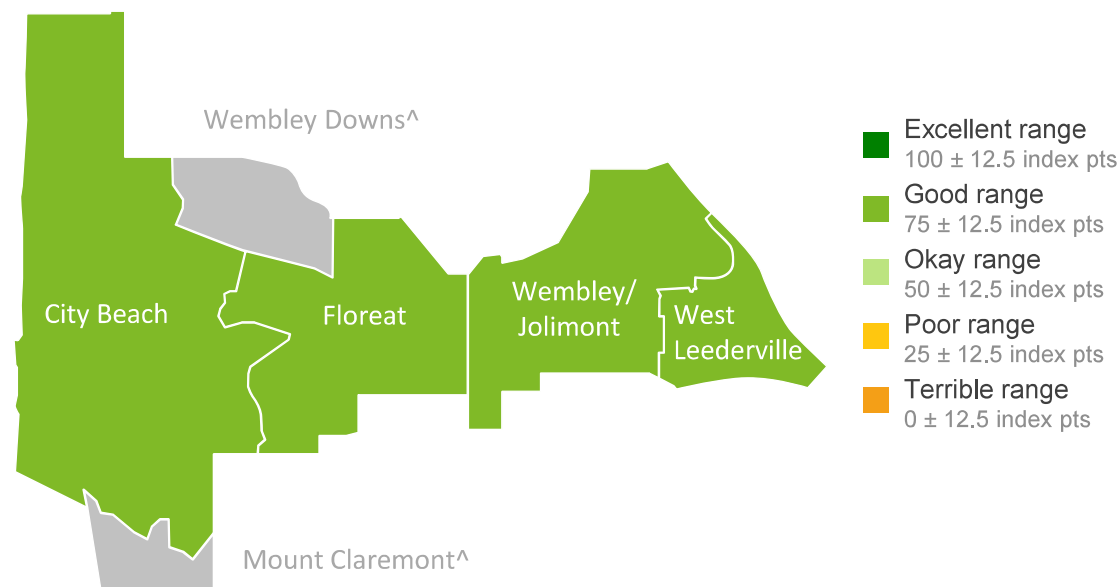 Wembley Downs^
City Beach
Floreat
Wembley/
Jolimont
West
Leederville
Mount Claremont^
Excellent range
100 ± 12.5 index pts
Good range
75 ± 12.5 index pts
Okay range
50 ± 12.5 index pts
Poor range
25 ± 12.5 index pts
Terrible range
0 ± 12.5 index pts